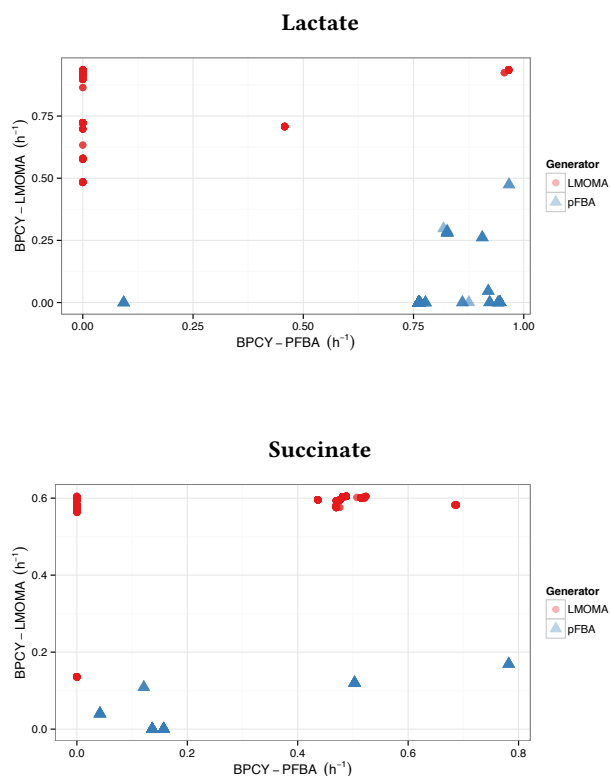 Lactate
BPCY – LMOMA (h⁻¹)
0.75
0.50
0.25
0.00
0.00 0.25 0.50 0.75 1.00
BPCY – PFBA (h⁻¹)
Generator
LMOMA
pFBA
Succinate
BPCY – LMOMA (h⁻¹)
0.6
0.4
0.2
0.0
0.0 0.2 0.4 0.6 0.8
BPCY – PFBA (h⁻¹)
Generator
LMOMA
pFBA